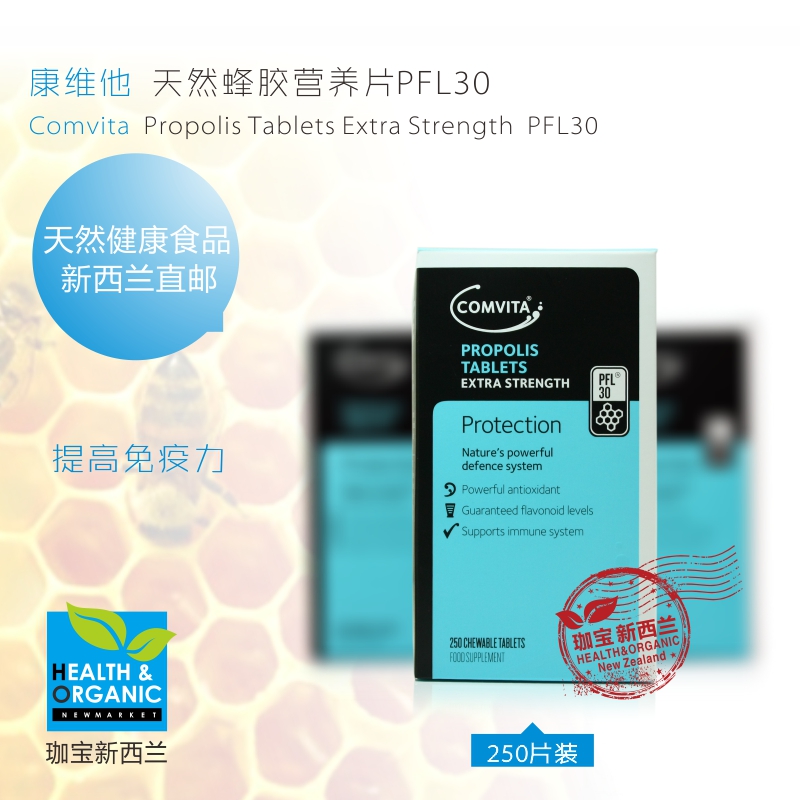 康维他 天然蜂胶营养片PFL30
Comvita Propolis Tablets Extra Strength PFL30
天然健康食品
新西兰直邮
提高免疫力
COMVITA®
PROPOLIS
TABLETS
EXTRA STRENGTH
PFL®
30
Protection
Nature's powerful
defence system
Powerful antioxidant
Guaranteed flavonoid levels
Supports immune system
250 CHEWABLE TABLETS
FOOD SUPPLEMENT
珈宝新西兰
HEALTH&ORGANIC
New Zealand
HEALTH &
ORGANIC
NEWMARKET
珈宝新西兰
250片装